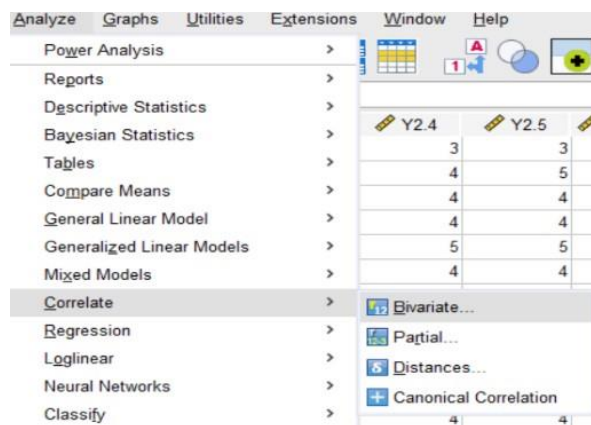 Analyze Graphs Utilities Extensions Window Help
Power Analysis
Reports
Descriptive Statistics
Bayesian Statistics
Tables
Compare Means
General Linear Model
Generalized Linear Models
Mixed Models
Correlate
Regression
Loglinear
Neural Networks
Classify
A
1
Y2.4 Y2.5
3 3
4 5
4 4
4 4
5 5
4 4
Bivariate...
Partial...
Distances...
Canonical Correlation
4 4